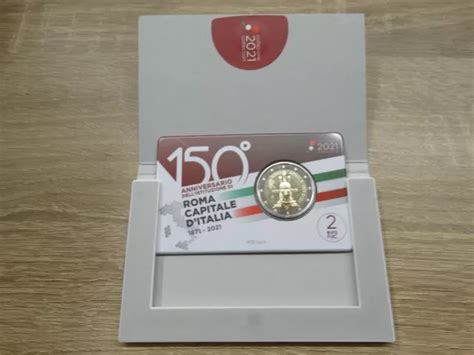 2021
150°
2021
ANNIVERSARIO
DELL'ISTITUZIONE DI
ROMA
CAPITALE
D'ITALIA
1871 - 2021
2
EURO